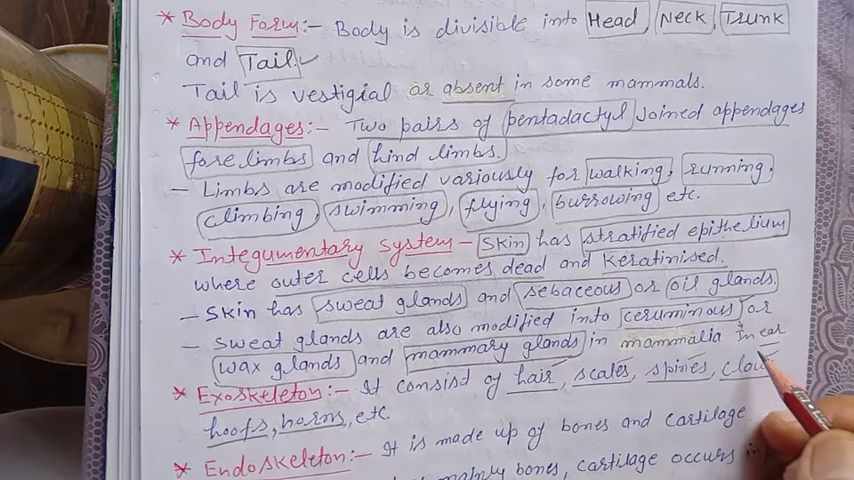 * Body Form:- Body is divisible into Head Neck, Trunk
and Tail.
Tail is vestigial or absent in some mammals.
* Appendages:- Two pairs of pentadactyl joined appendages
fore limbs and hind limbs.
- Limbs are modified variously for walking, running,
climbing, swimming, flying, burrowing etc.
* Integumentary system - Skin has stratified epithelium
where outer cells becomes dead and keratinised.
- Skin has sweat glands and sebaceous or oil glands.
- Sweat glands are also modified into ceruminous or
wax glands and mammary glands in mammalia In ear
* Exoskeleton:- It consist of hair, scales, spines,
hoofs, horns, etc.
* Endoskeleton:- It is made up of bones and cartilage.
mainly bones, cartilage occurs in